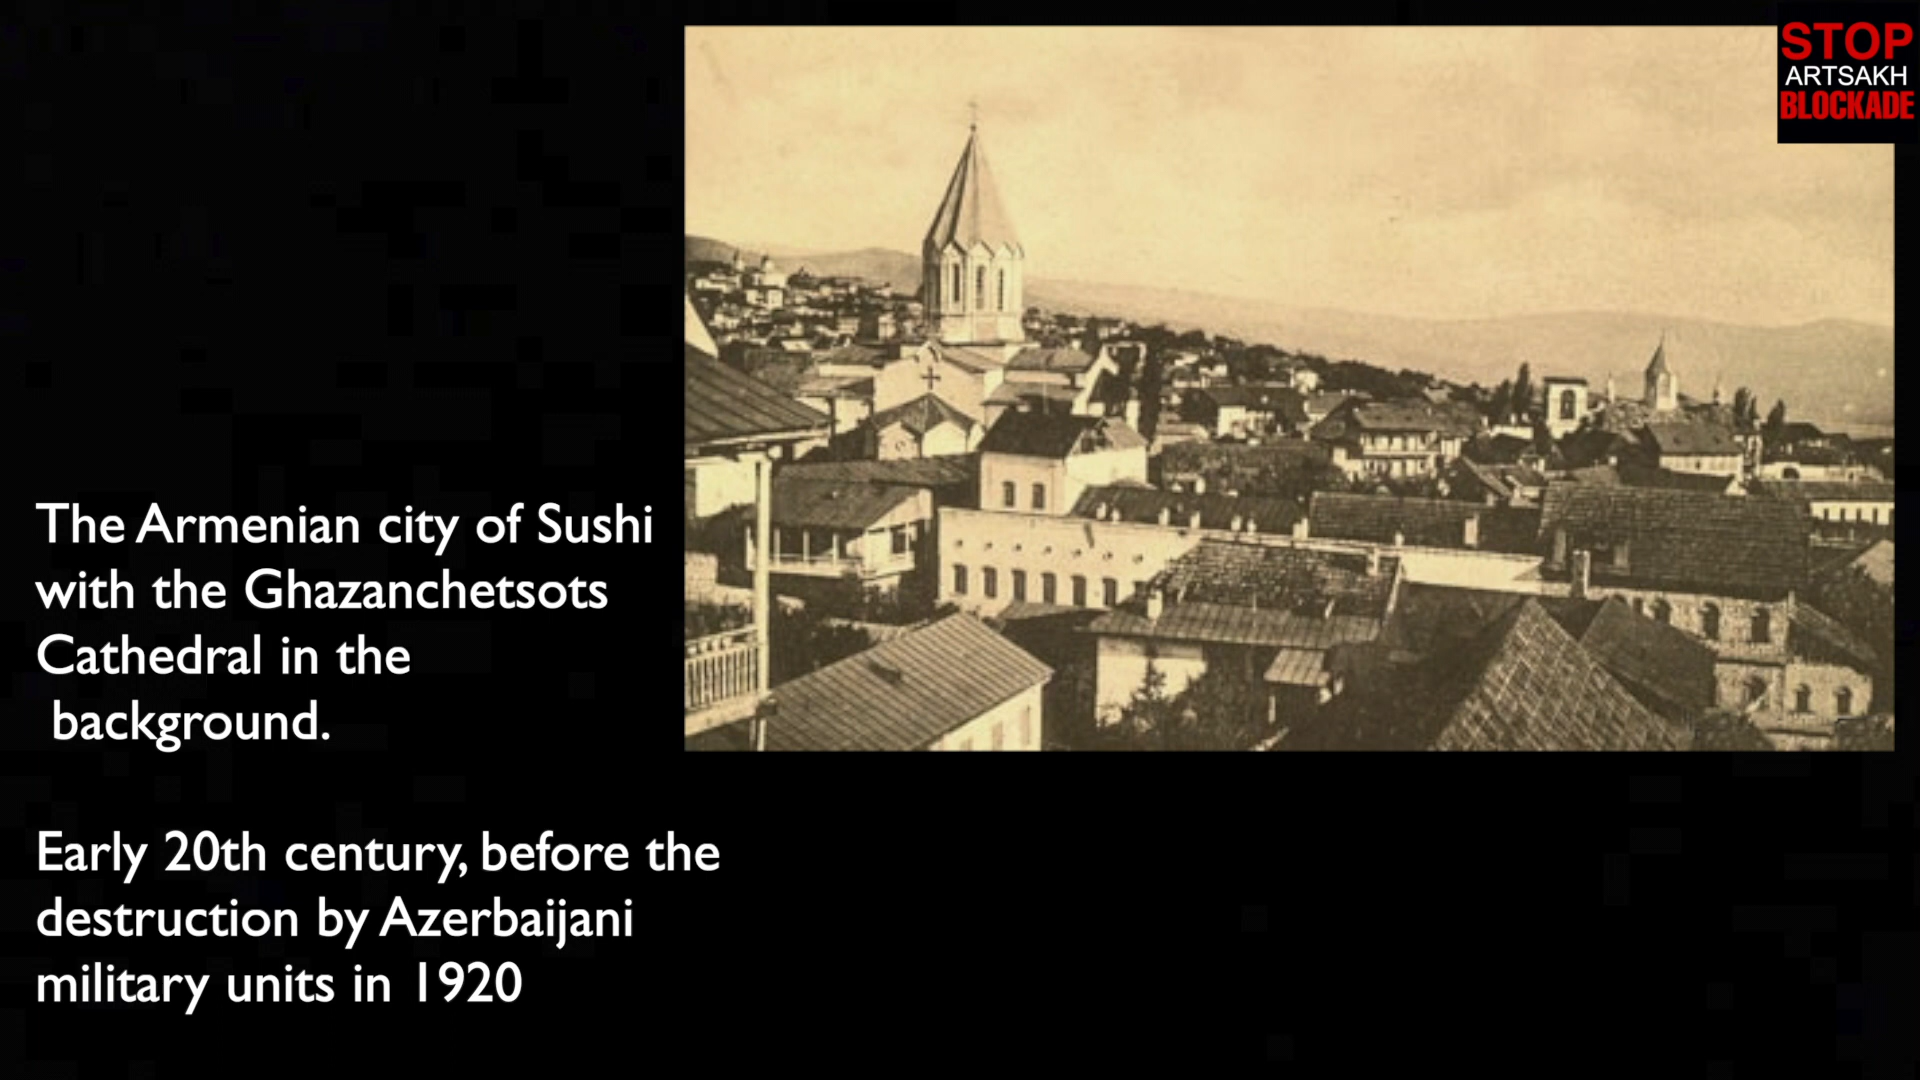 The Armenian city of Sushi
with the Ghazanchetsots
Cathedral in the
background.
Early 20th century, before the
destruction by Azerbaijani
military units in 1920
STOP
ARTSAKH
BLOCKADE